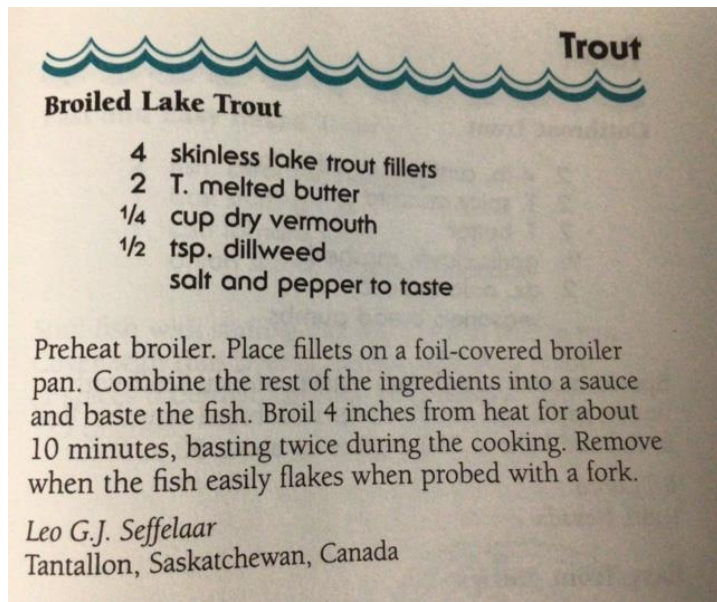 Trout
Broiled Lake Trout
4 skinless lake trout fillets
2 T. melted butter
1/4 cup dry vermouth
1/2 tsp. dillweed
salt and pepper to taste
Preheat broiler. Place fillets on a foil-covered broiler
pan. Combine the rest of the ingredients into a sauce
and baste the fish. Broil 4 inches from heat for about
10 minutes, basting twice during the cooking. Remove
when the fish easily flakes when probed with a fork.
Leo G.J. Seffelaar
Tantallon, Saskatchewan, Canada